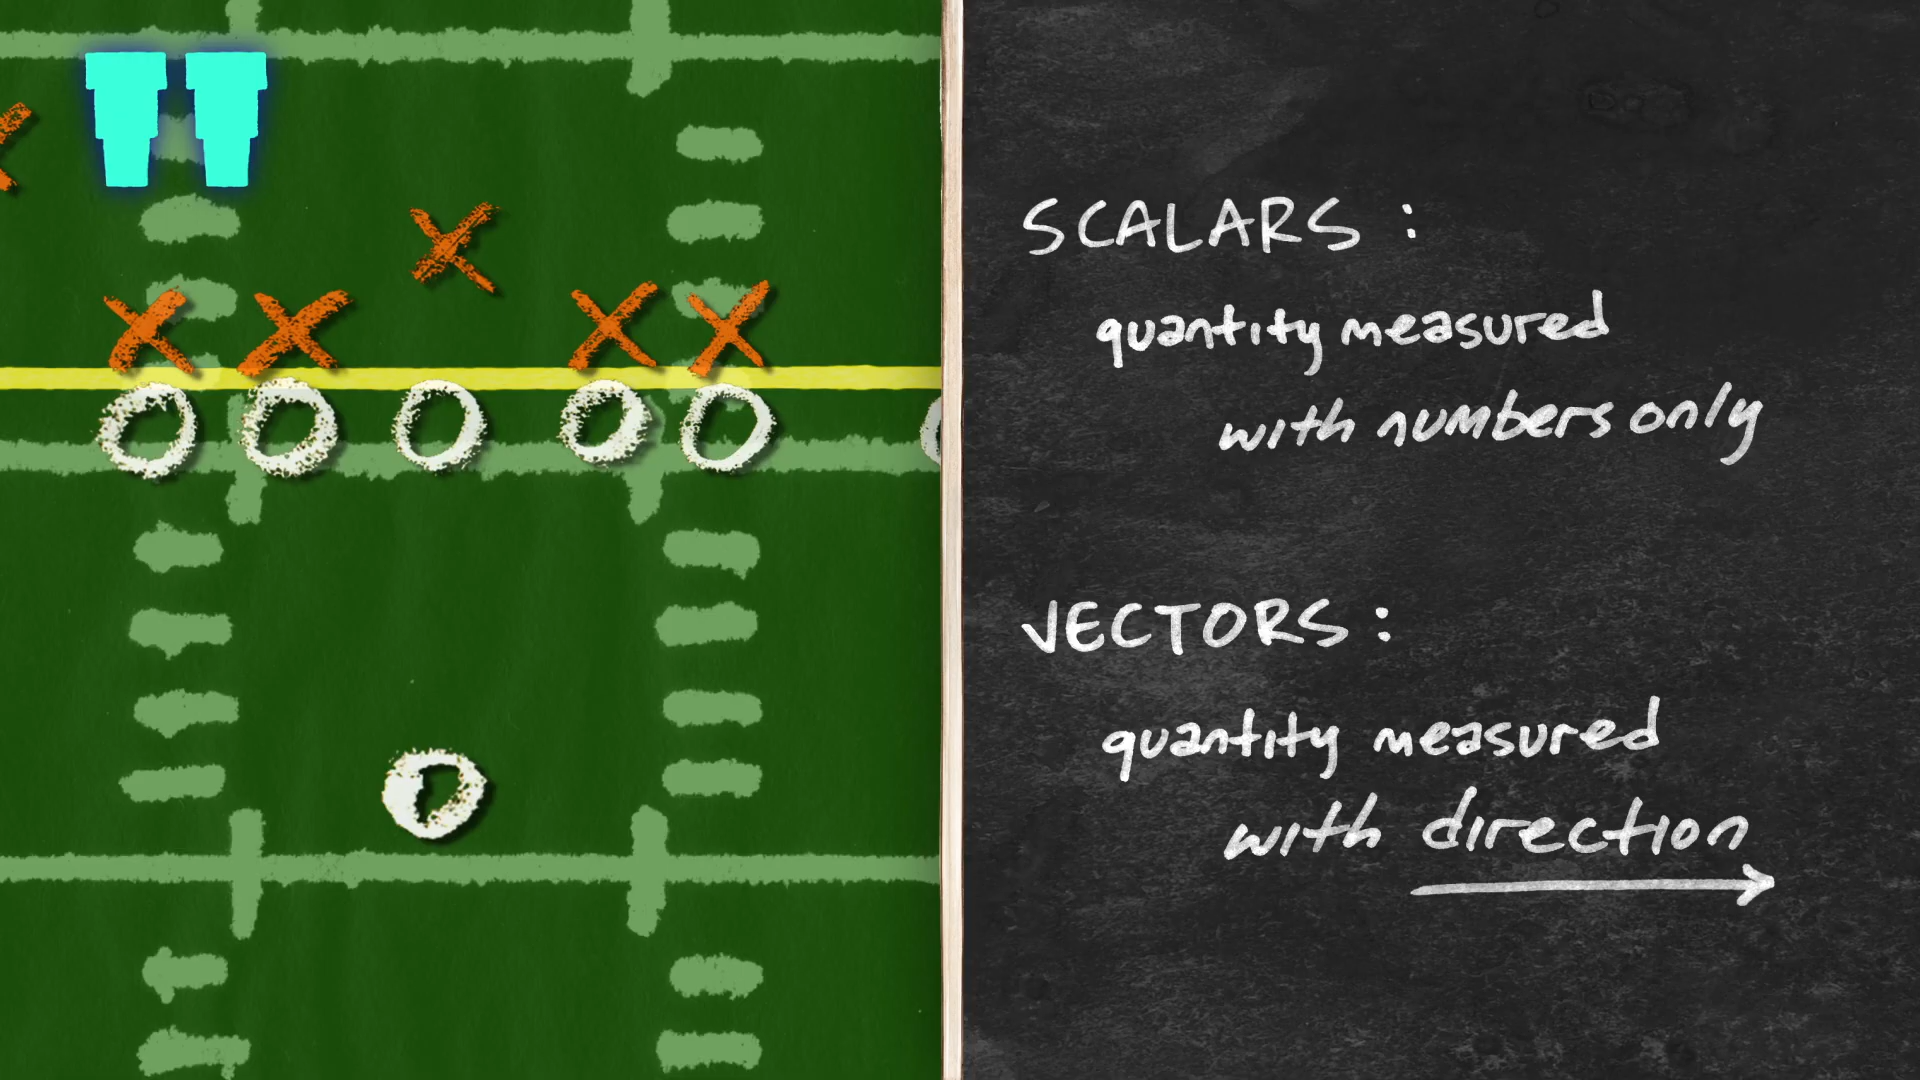 SCALARS :
quantity measured
with numbers only
VECTORS :
quantity measured
with direction